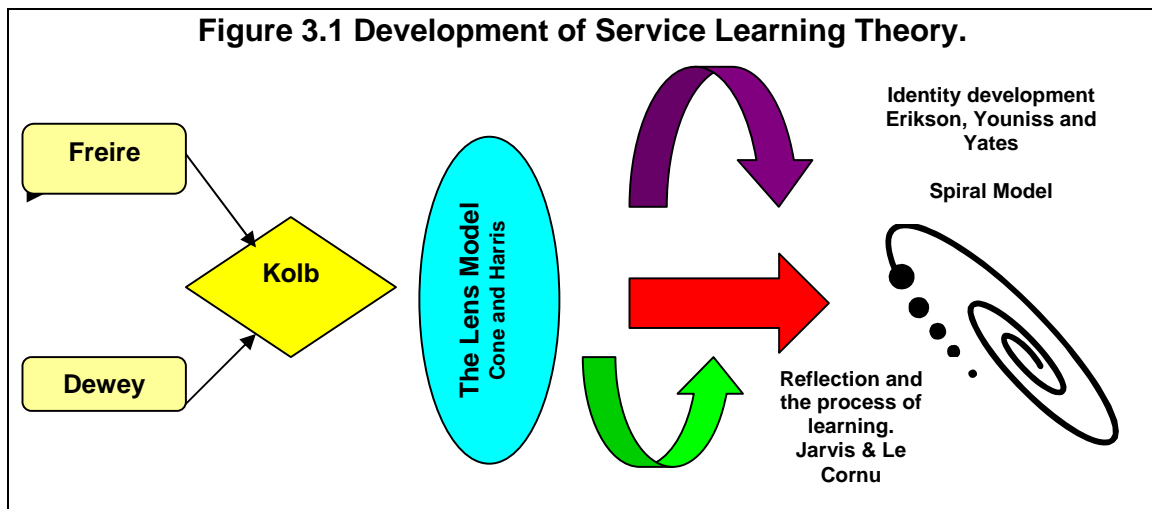 Figure 3.1 Development of Service Learning Theory.
Freire
Dewey
Kolb
The Lens Model
Cone and Harris
Identity development
Erikson, Youniss and
Yates
Spiral Model
Reflection and
the process of
learning.
Jarvis & Le
Cornu